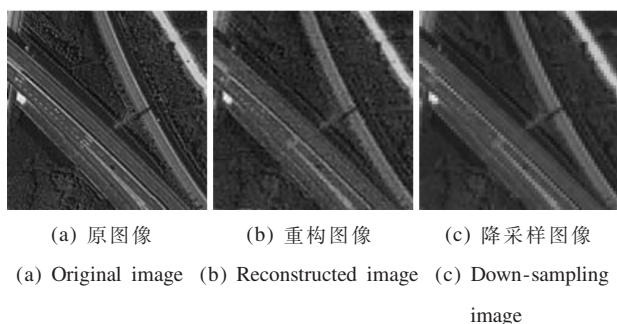 (a) 原图像 (b) 重构图像 (c) 降采样图像
(a) Original image (b) Reconstructed image (c) Down-sampling
image